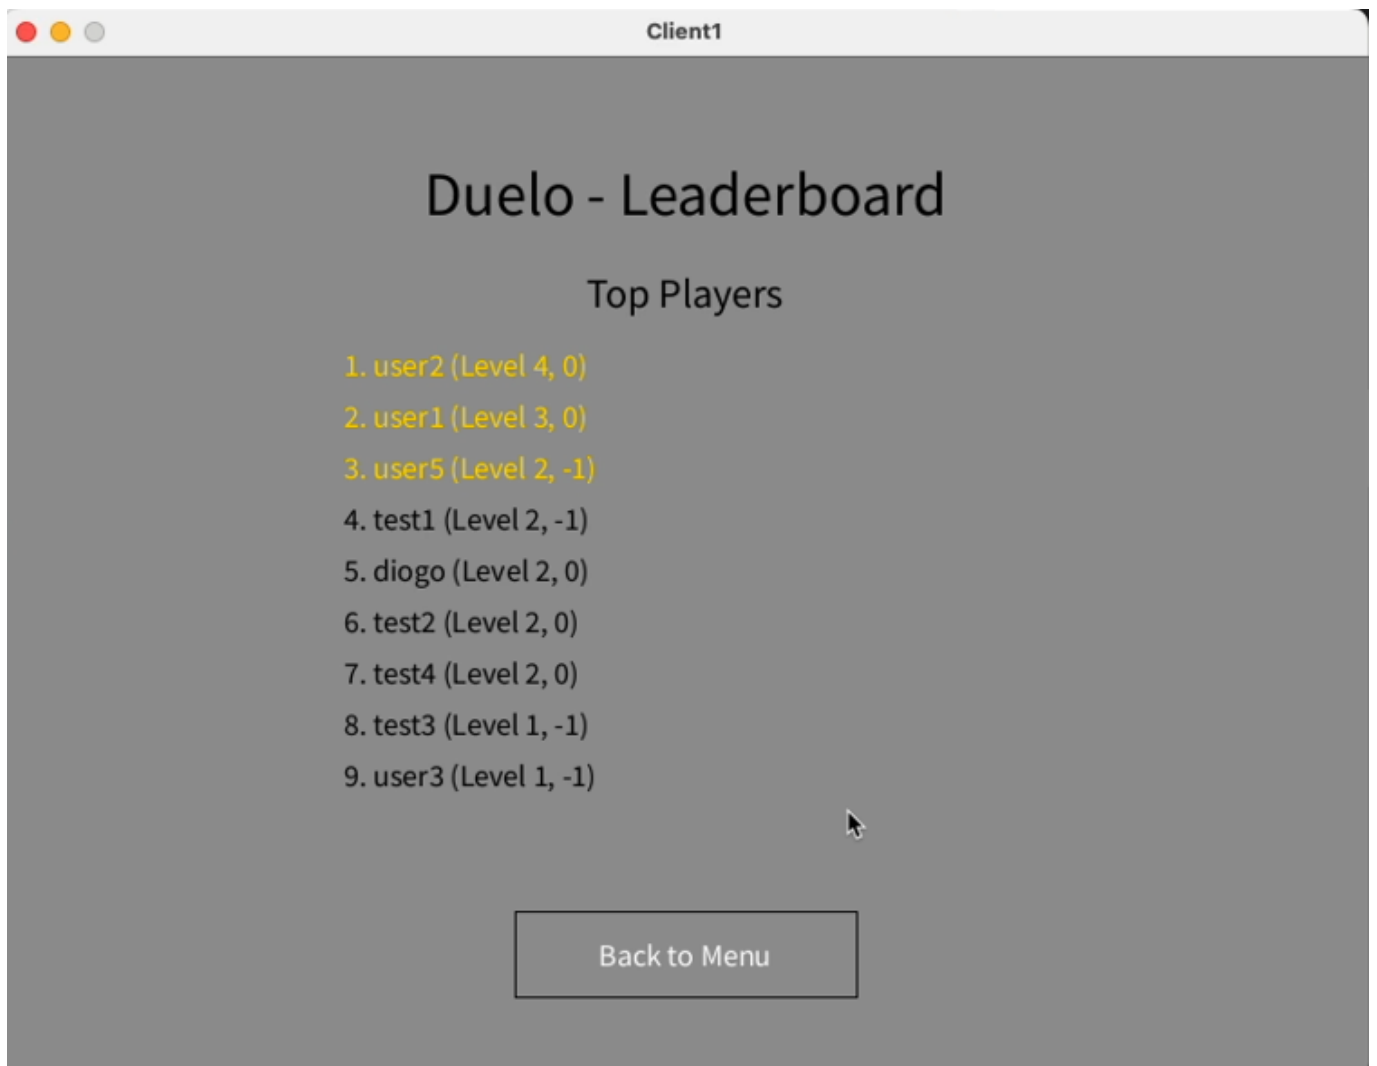 Client1
Duelo - Leaderboard
Top Players
1. user2 (Level 4, 0)
2. user1 (Level 3, 0)
3. user5 (Level 2, -1)
4. test1 (Level 2, -1)
5. diogo (Level 2, 0)
6. test2 (Level 2, 0)
7. test4 (Level 2, 0)
8. test3 (Level 1, -1)
9. user3 (Level 1, -1)
Back to Menu